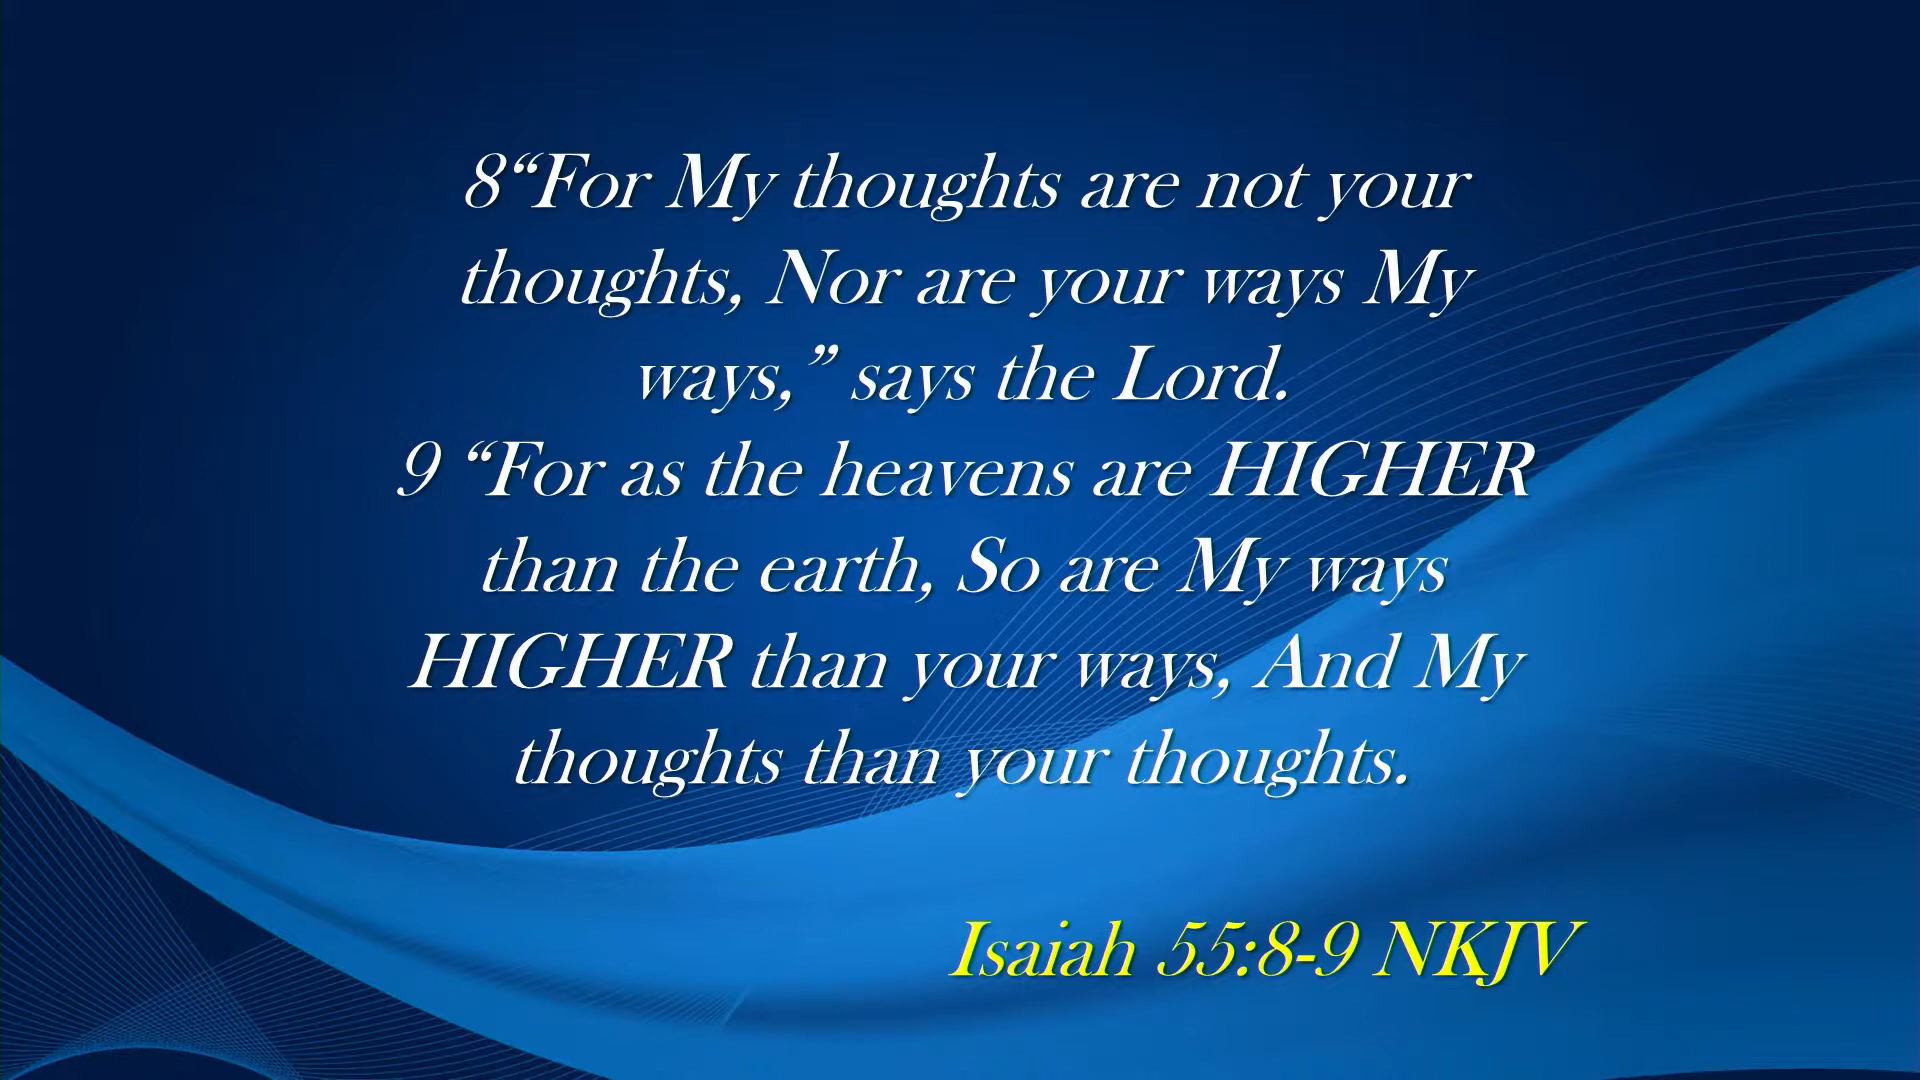 8“For My thoughts are not your
thoughts, Nor are your ways My
ways,” says the Lord.
9 “For as the heavens are HIGHER
than the earth, So are My ways
HIGHER than your ways, And My
thoughts than your thoughts.
Isaiah 55:8-9 NKJV